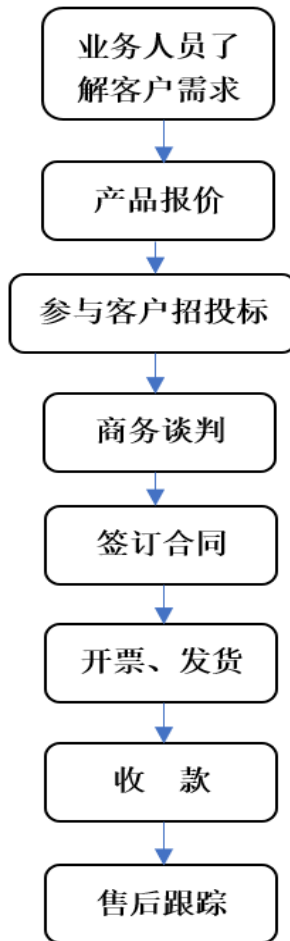 业务人员了
解客户需求
产品报价
参与客户招投标
商务谈判
签订合同
开票、发货
收　款
售后跟踪